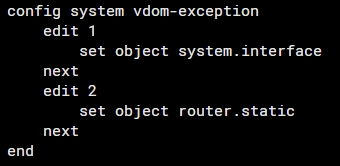 config system vdom-exception
    edit 1
        set object system.interface
    next
    edit 2
        set object router.static
    next
end